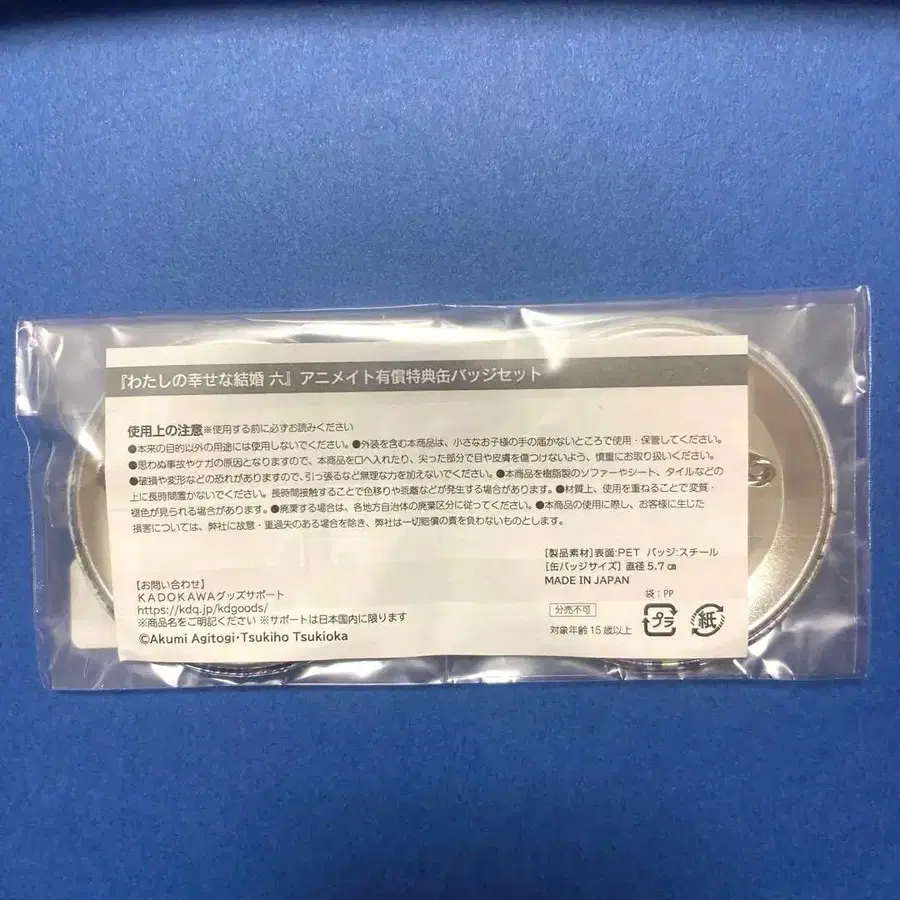 『わたしの幸せな結婚 六』 アニメイト有償特典缶バッジセット
使用上の注意※使用する前に必ずお読みください
●本来の目的以外の用途には使用しないでください。●外装を含む本商品は、小さなお子様の手の届かないところで使用・保管してください。
●思わぬ事故やケガの原因となりますので、本商品を口へ入れたり、尖った部分で目や皮膚を傷つけないよう、慎重にお取り扱いください。
●破損や変形などの恐れがありますので、引っ張るなど無理な力を加えないでください。●本商品を樹脂製のソファーやシート、タイルなどの
上に長時間置かないでください。長時間接触することで色移りや乖離などが発生する場合があります。●材質上、使用を重ねることで変質・
褪色が見られる場合があります。●廃棄する場合は、各地方自治体の廃棄区分に従ってください。●本商品の使用に際し、お客様に生じた
損害については、弊社に故意・重過失のある場合を除き、弊社は一切賠償の責を負わないものとします。
【製品素材】表面:PET バッジ:スチール
[缶バッジサイズ] 直径5.7㎝
MADE IN JAPAN
【お問い合わせ】
KADOKAWAグッズサポート
https://kdq.jp/kdgoods/
※商品名をご明記ください ※サポートは日本国内に限ります
©Akumi Agitogi・Tsukiho Tsukioka
袋：PP
分売不可
対象年齢15歳以上
プラ
紙